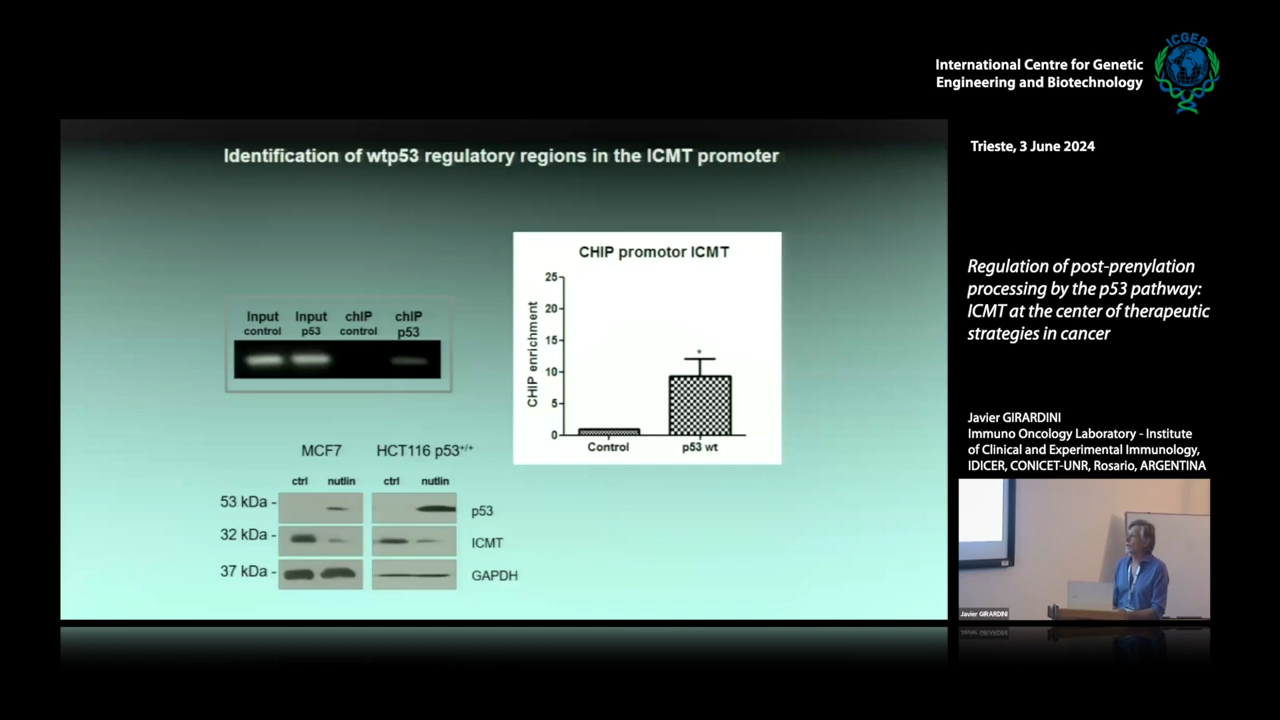 ICGEB
International Centre for Genetic
Engineering and Biotechnology
Trieste, 3 June 2024
Identification of wtp53 regulatory regions in the ICMT promoter
Input control
Input p53
chIP control
chIP p53
CHIP promotor ICMT
CHIP enrichment
25
20
15
10
5
0
*
Control
p53 wt
MCF7
HCT116 p53+/+
ctrl
nutlin
ctrl
nutlin
53 kDa -
p53
32 kDa -
ICMT
37 kDa -
GAPDH
Regulation of post-prenylation
processing by the p53 pathway:
ICMT at the center of therapeutic
strategies in cancer
Javier GIRARDINI
Immuno Oncology Laboratory - Institute
of Clinical and Experimental Immunology,
IDICER, CONICET-UNR, Rosario, ARGENTINA
Javier GIRARDINI